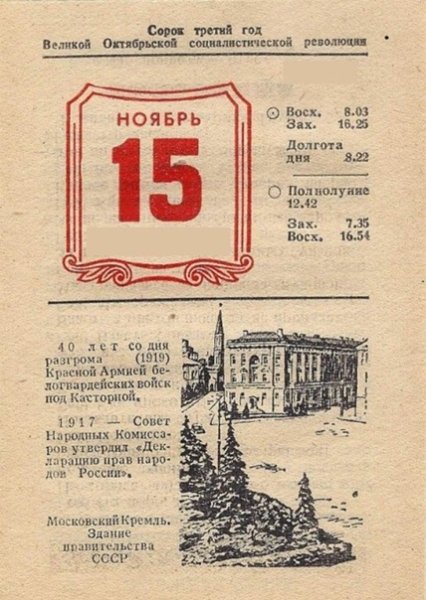 Сорок третий год
Великой Октябрьской социалистической революции
НОЯБРЬ
15
Восх. 8.03
Зах. 16.25
Долгота
дня 8.22
Полнолуние
12.42
Зах. 7.35
Восх. 16.54
40 лет со дня
разгрома (1919)
Красной Армией бе-
логвардейских войск
под Касторной.
1917 — Совет
Народных Комисса-
ров утвердил «Дек-
ларацию прав наро-
дов России».
Московский Кремль.
Здание
правительства
СССР